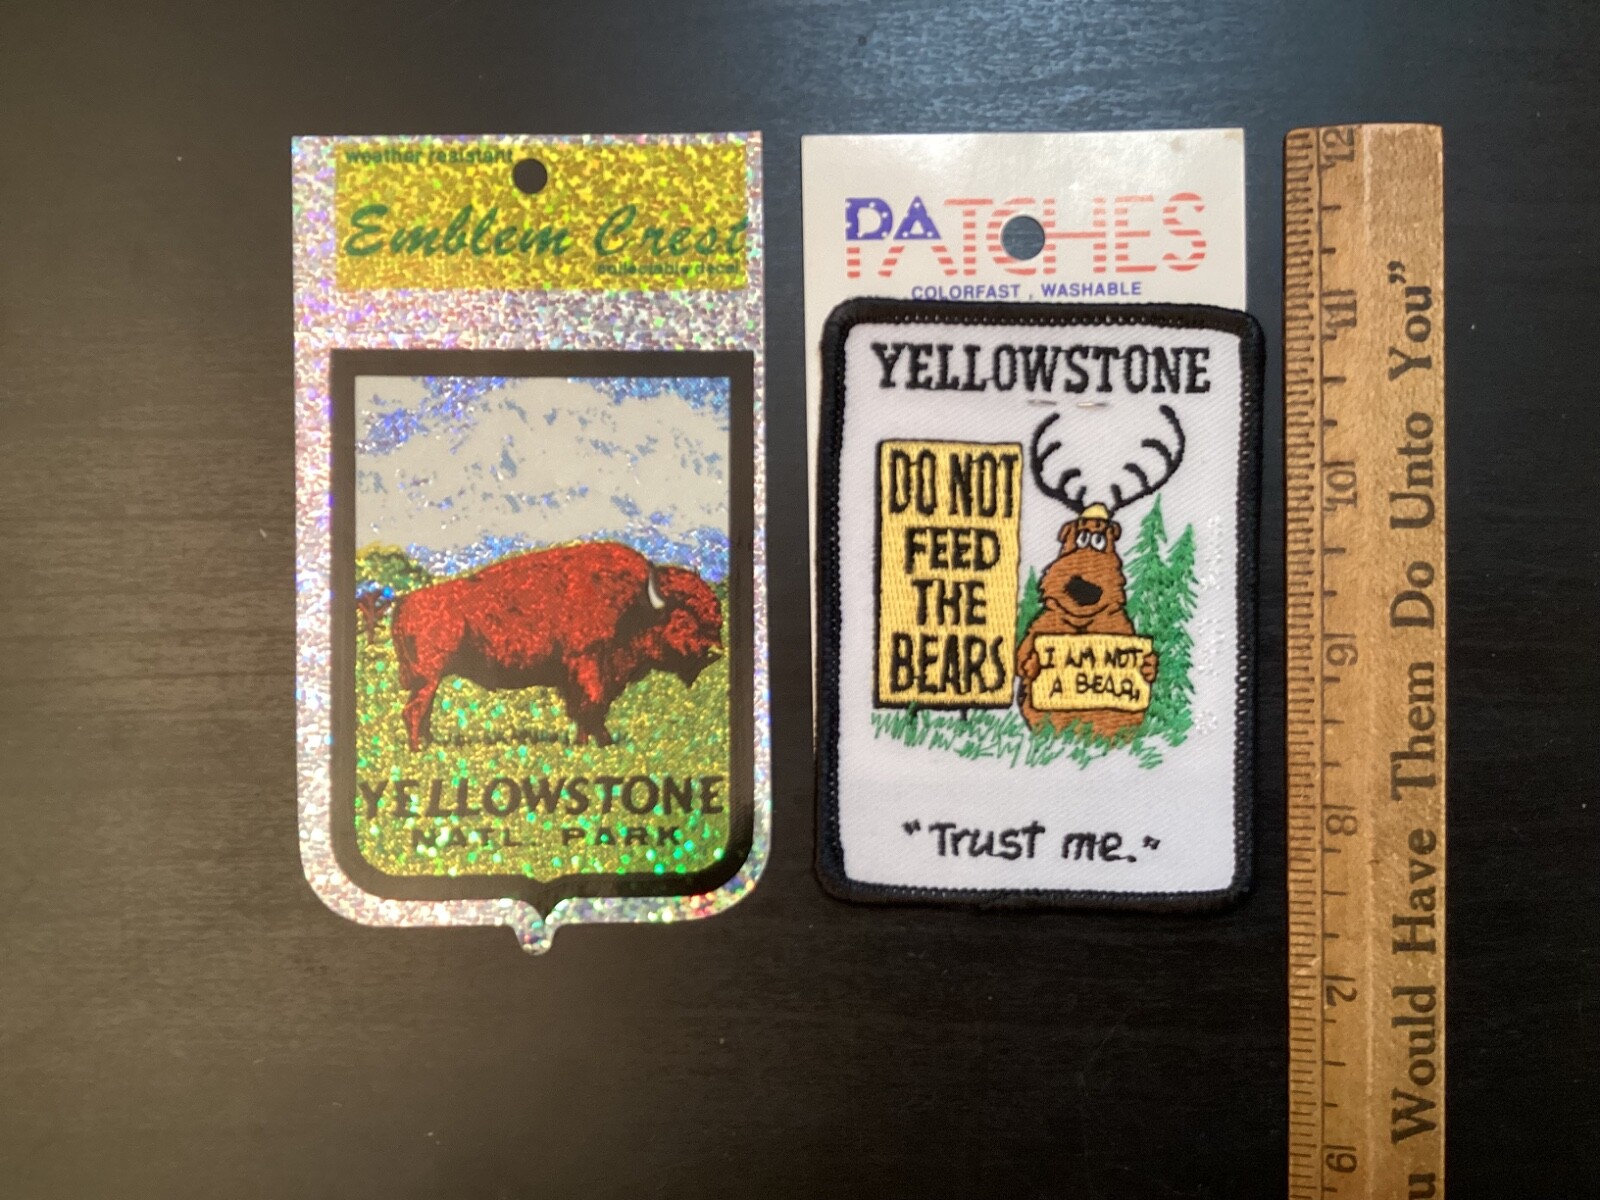 weather resistant
Emblem Crest
collectable decal
YELLOWSTONE
NATL. PARK
PATCHES
COLORFAST, WASHABLE
YELLOWSTONE
DO NOT
FEED
THE
BEARS
I AM NOT
A BEAR,
"Trust me."
12
11
10
9
8
7
6
u Would Have Them Do Unto You"